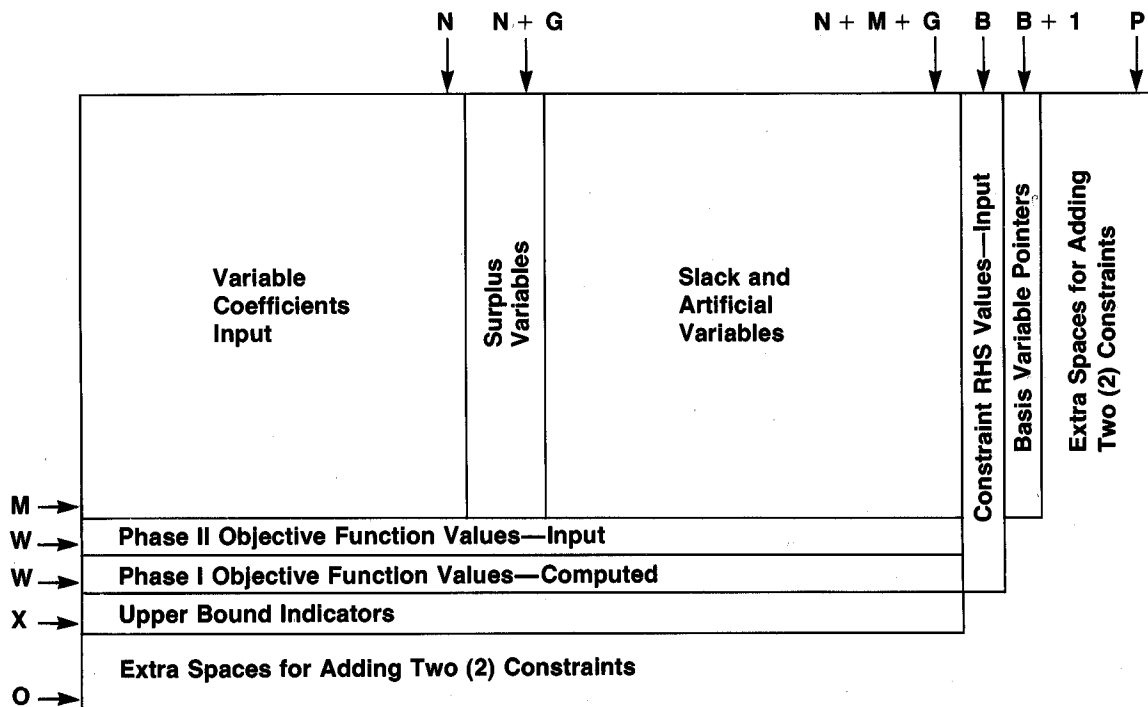 N N + G N + M + G B B + 1 P
Variable
Coefficients
Input
Surplus
Variables
Slack and
Artificial
Variables
Constraint RHS Values—Input
Basis Variable Pointers
Extra Spaces for Adding
Two (2) Constraints
M
W Phase II Objective Function Values—Input
W Phase I Objective Function Values—Computed
X Upper Bound Indicators
Extra Spaces for Adding Two (2) Constraints
O